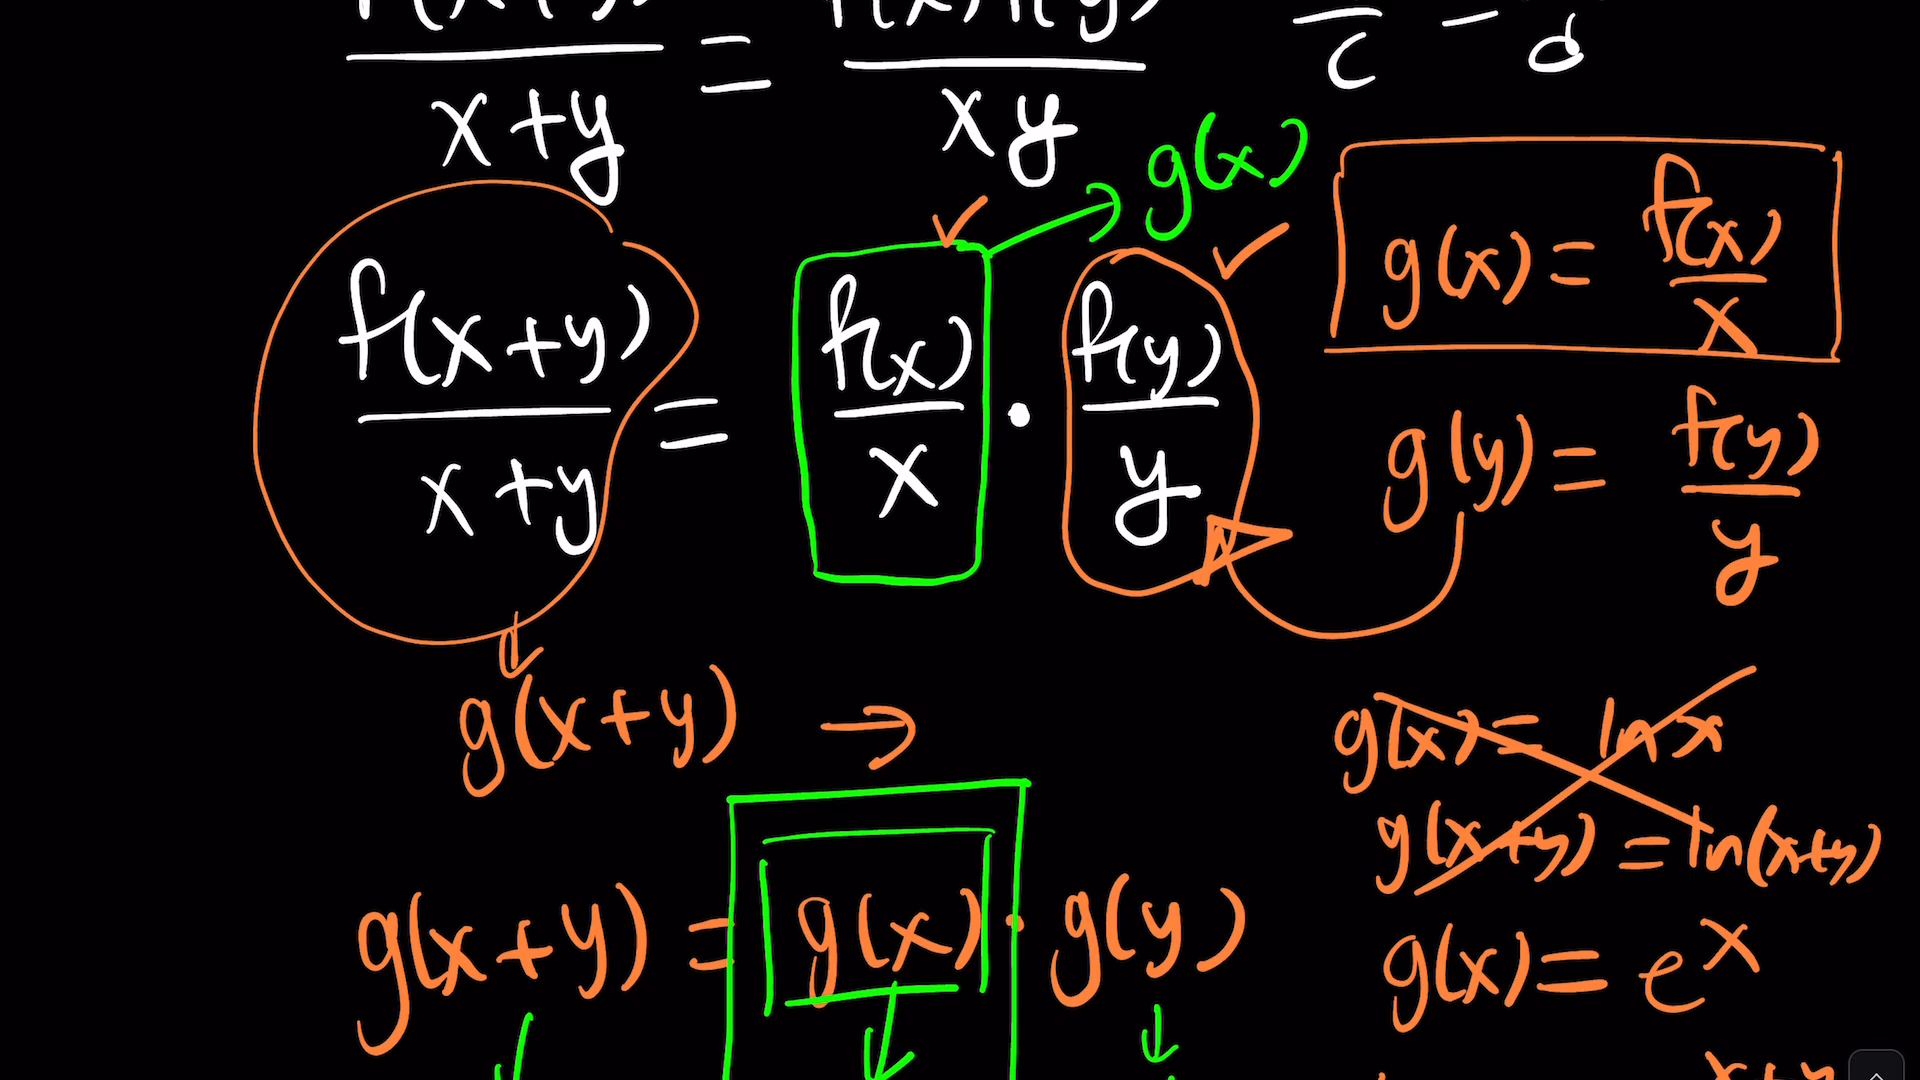 f(x+y)/(x+y) = f(x)f(y)/(xy)
c d
g(x)
f(x+y)/(x+y) = f(x)/x · f(y)/y
g(x) = f(x)/x
g(y) = f(y)/y
g(x+y) →
g(x) = ln x
g(x+y) = ln(x+y)
g(x+y) = g(x) · g(y)
g(x) = e^x
x+y